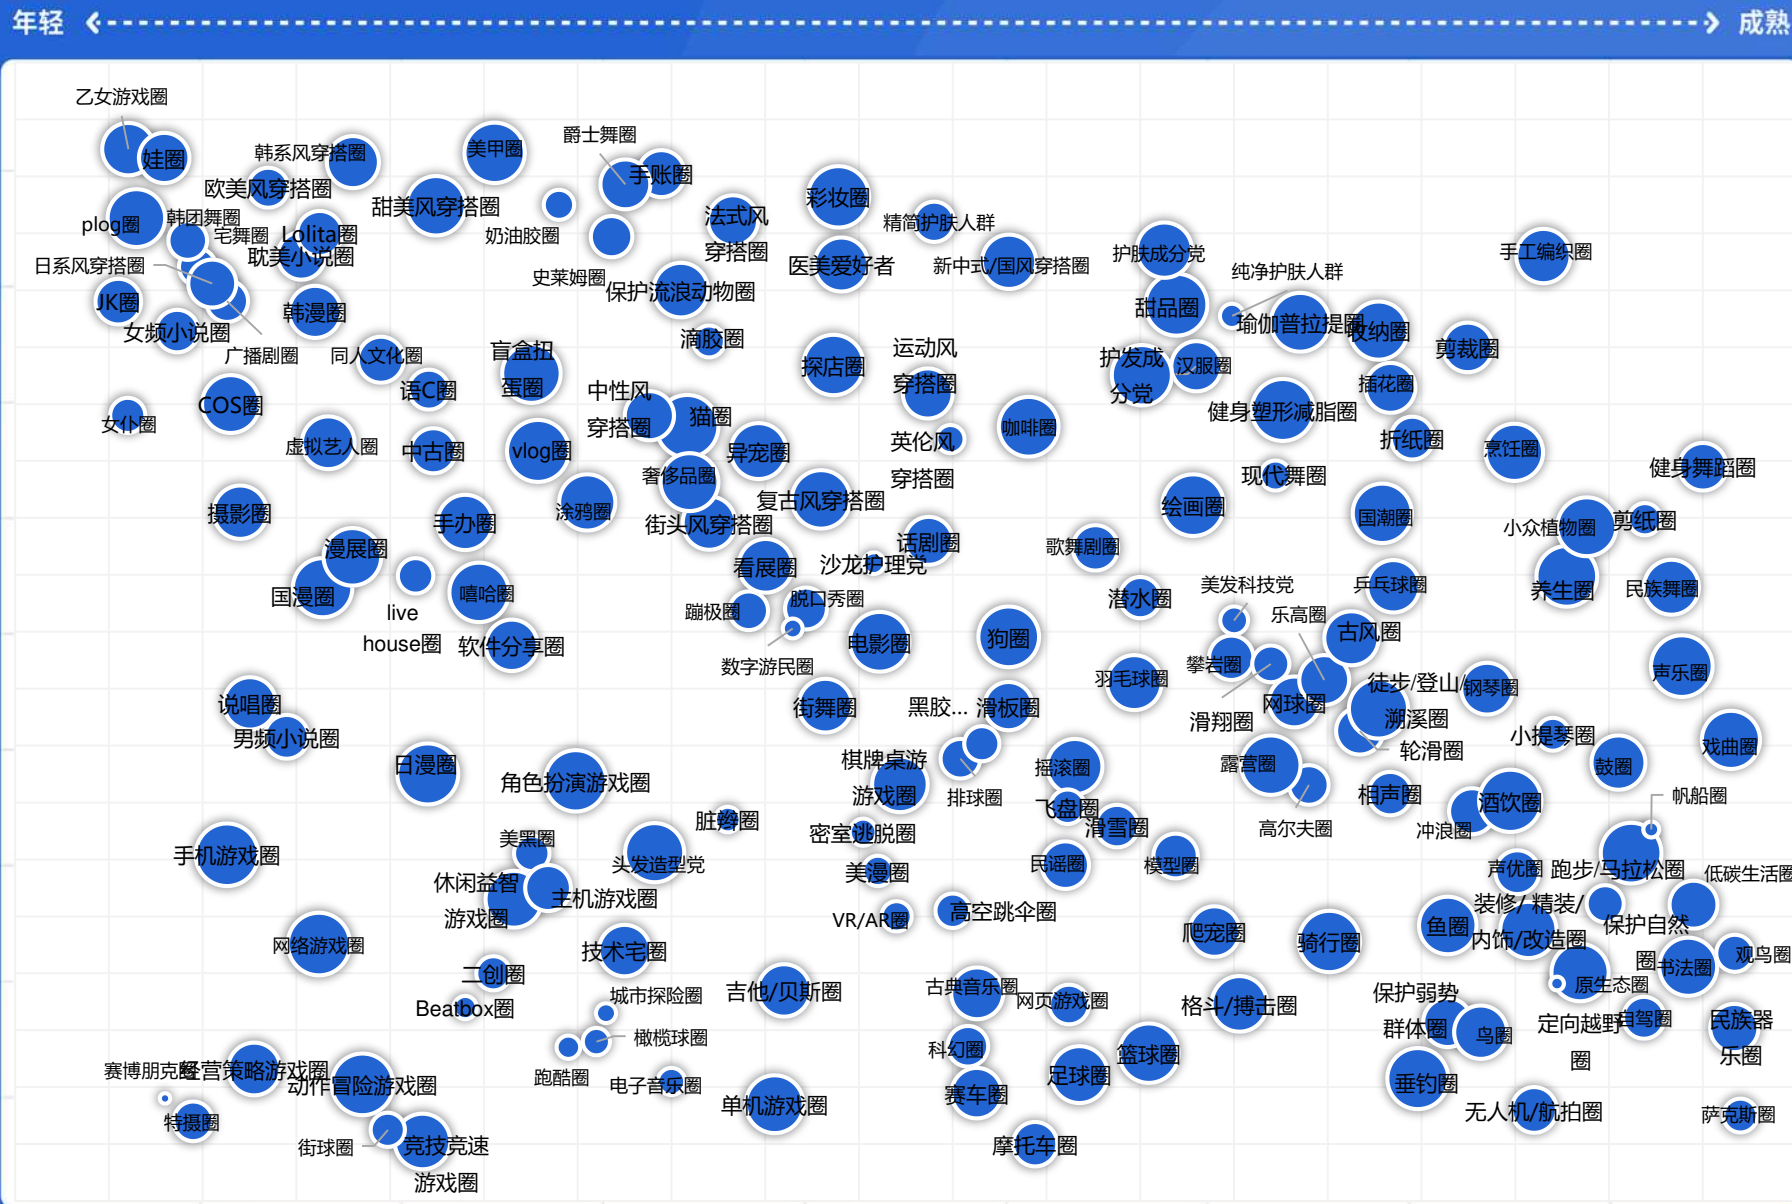 年轻
成熟
乙女游戏圈
娃圈
韩系风穿搭圈
欧美风穿搭圈
美甲圈
爵士舞圈
手账圈
甜美风穿搭圈
奶油胶圈
史莱姆圈
法式风
穿搭圈
彩妆圈
精简护肤人群
医美爱好者
新中式/国风穿搭圈
护肤成分党
纯净护肤人群
手工编织圈
plog圈
韩团舞圈
宅舞圈
Lolita圈
耽美小说圈
日系风穿搭圈
JK圈
女频小说圈
广播剧圈
韩漫圈
同人文化圈
保护流浪动物圈
滴胶圈
甜品圈
瑜伽普拉提圈
收纳圈
剪裁圈
盲盒扭
蛋圈
语C圈
COS圈
女仆圈
中性风
穿搭圈
猫圈
探店圈
运动风
穿搭圈
英伦风
穿搭圈
咖啡圈
护发成
分党
汉服圈
健身塑形减脂圈
插花圈
折纸圈
烹饪圈
健身舞蹈圈
虚拟艺人圈
中古圈
vlog圈
奢侈品圈
异宠圈
现代舞圈
摄影圈
手办圈
涂鸦圈
街头风穿搭圈
复古风穿搭圈
绘画圈
国潮圈
小众植物圈
剪纸圈
漫展圈
国漫圈
live
house圈
嘻哈圈
软件分享圈
看展圈
沙龙护理党
话剧圈
歌舞剧圈
蹦极圈
脱口秀圈
数字游民圈
电影圈
狗圈
潜水圈
美发科技党
乐高圈
乒乓球圈
养生圈
民族舞圈
古风圈
攀岩圈
羽毛球圈
滑翔圈
网球圈
徒步/登山/
溯溪圈
轮滑圈
钢琴圈
声乐圈
说唱圈
男频小说圈
街舞圈
黑胶...
滑板圈
小提琴圈
鼓圈
戏曲圈
日漫圈
角色扮演游戏圈
棋牌桌游
游戏圈
排球圈
摇滚圈
飞盘圈
滑雪圈
露营圈
高尔夫圈
相声圈
冲浪圈
酒饮圈
帆船圈
脏辫圈
密室逃脱圈
美漫圈
VR/AR圈
高空跳伞圈
民谣圈
模型圈
声优圈
跑步/马拉松圈
低碳生活圈
手机游戏圈
美黑圈
休闲益智
游戏圈
主机游戏圈
头发造型党
装修/ 精装/
内饰/改造圈
保护自然
圈
鱼圈
爬宠圈
骑行圈
网络游戏圈
技术宅圈
二创圈
Beatbox圈
城市探险圈
橄榄球圈
跑酷圈
吉他/贝斯圈
古典音乐圈
网页游戏圈
格斗/搏击圈
书法圈
观鸟圈
原生态圈
保护弱势
群体圈
鸟圈
定向越野
圈
自驾圈
民族器
乐圈
赛博朋克圈
经营策略游戏圈
动作冒险游戏圈
特摄圈
街球圈
竞技竞速
游戏圈
电子音乐圈
单机游戏圈
科幻圈
赛车圈
足球圈
篮球圈
摩托车圈
垂钓圈
无人机/航拍圈
萨克斯圈